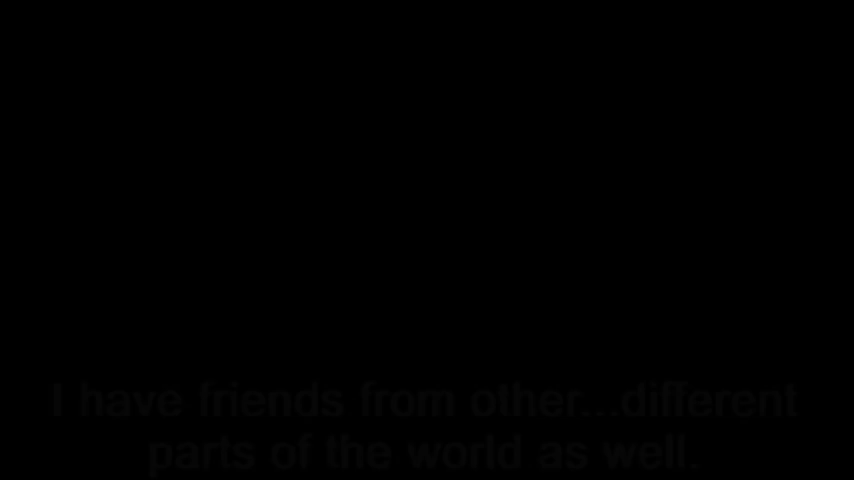 I have friends from other...different
parts of the world as well.